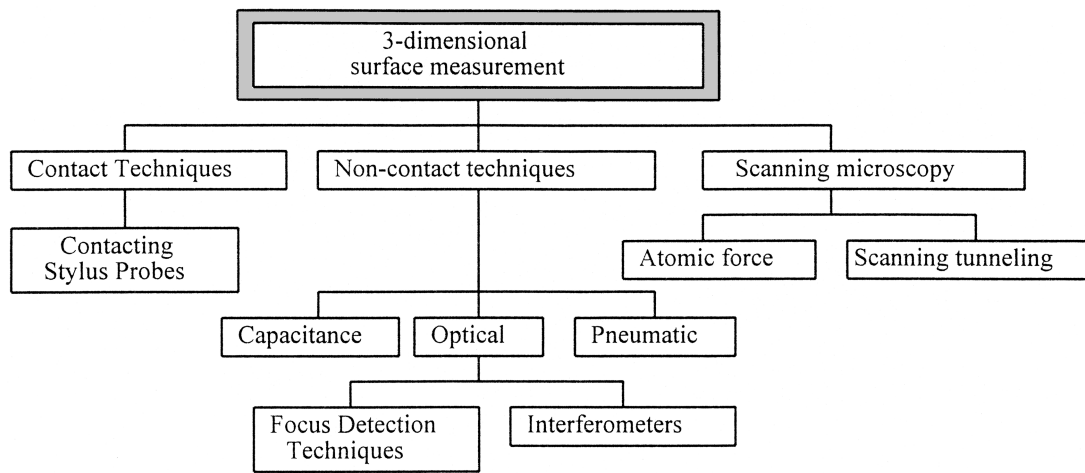 3-dimensional
surface measurement
Contact Techniques
Non-contact techniques
Scanning microscopy
Contacting
Stylus Probes
Atomic force
Scanning tunneling
Capacitance
Optical
Pneumatic
Focus Detection
Techniques
Interferometers